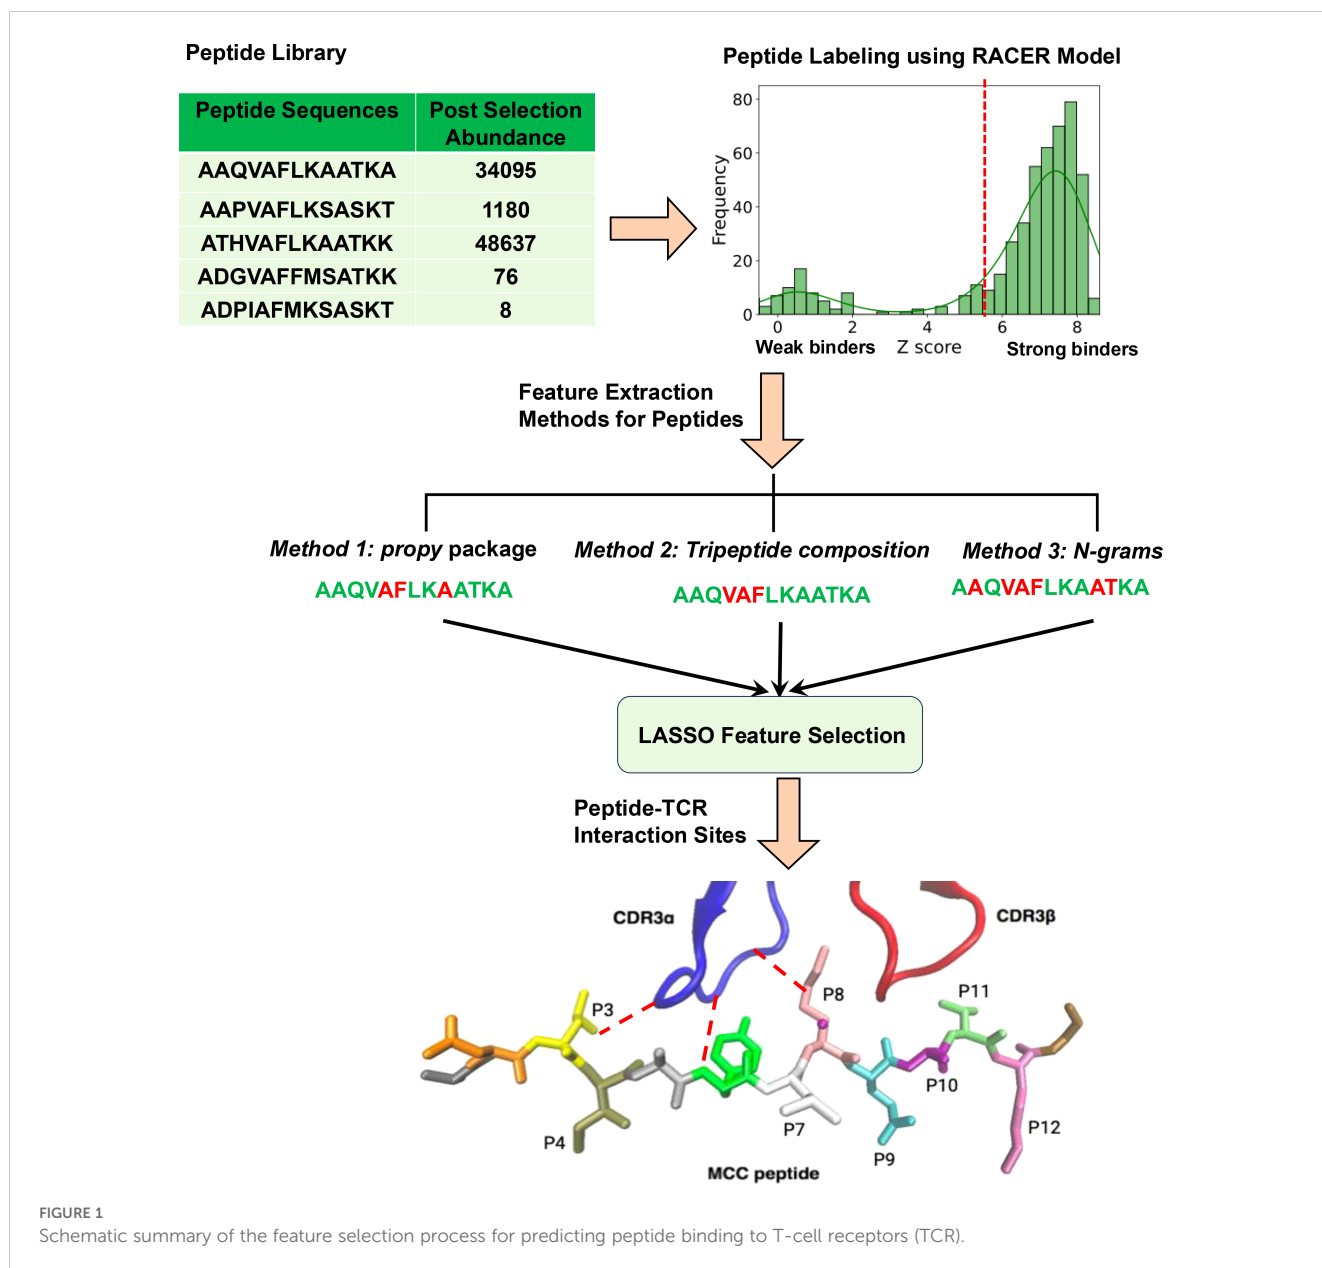 Peptide Library
Peptide Labeling using RACER Model
Peptide Sequences
Post Selection
Abundance
AAQVAFLKAATKA 34095
AAPVAFLKSASKT 1180
ATHVAFLKAATKK 48637
ADGVAFFMSATKK 76
ADPIAFMKSASKT 8
Frequency
80
60
40
20
0
0 2 4 6 8
Weak binders Z score Strong binders
Feature Extraction
Methods for Peptides
Method 1: propy package
AAQVAFLKAATKA
Method 2: Tripeptide composition
AAQVAFLKAATKA
Method 3: N-grams
AAQVAFLKAATKA
LASSO Feature Selection
Peptide-TCR
Interaction Sites
CDR3α
CDR3β
P3
P8
P11
P4
P7
P10
P9
P12
MCC peptide
FIGURE 1
Schematic summary of the feature selection process for predicting peptide binding to T-cell receptors (TCR).